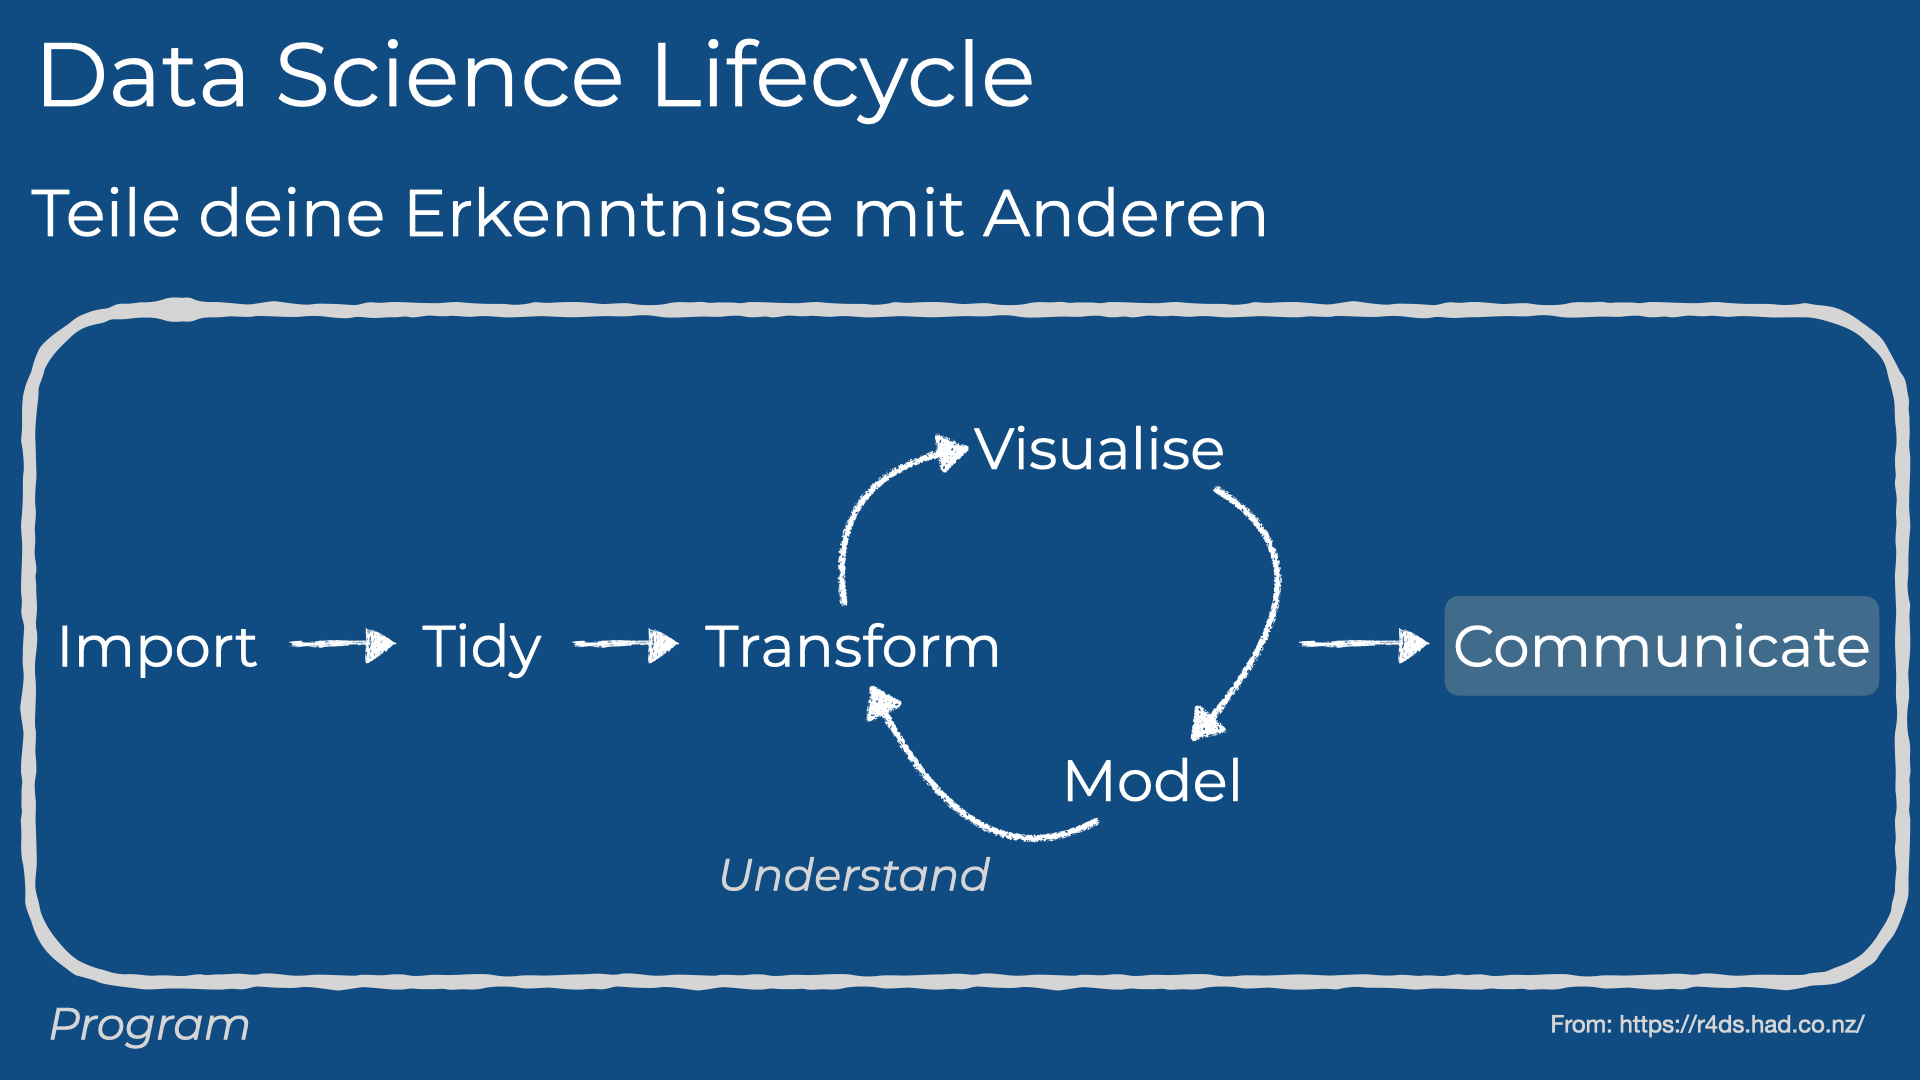 Data Science Lifecycle
Teile deine Erkenntnisse mit Anderen
Visualise
Import
Tidy
Transform
Communicate
Model
Understand
Program
From: https://r4ds.had.co.nz/